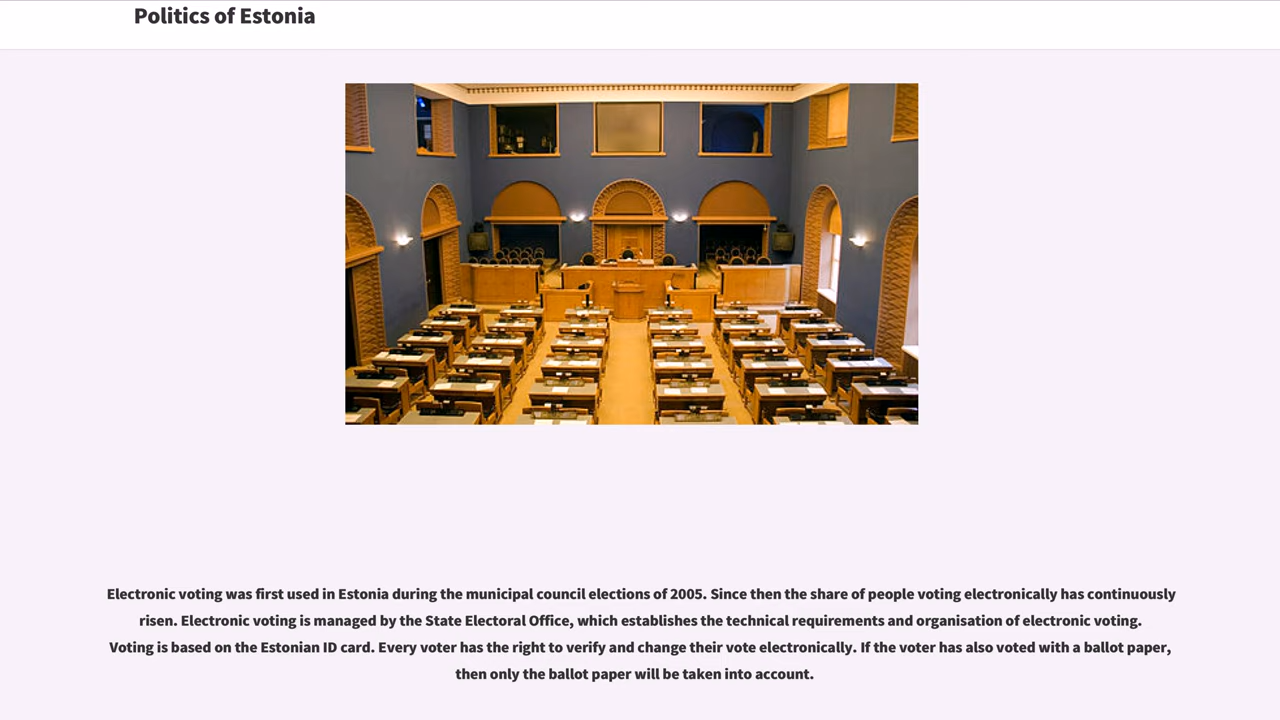 Politics of Estonia
Electronic voting was first used in Estonia during the municipal council elections of 2005. Since then the share of people voting electronically has continuously
risen. Electronic voting is managed by the State Electoral Office, which establishes the technical requirements and organisation of electronic voting.
Voting is based on the Estonian ID card. Every voter has the right to verify and change their vote electronically. If the voter has also voted with a ballot paper,
then only the ballot paper will be taken into account.